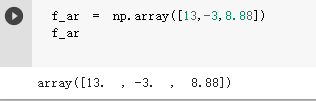 f_ar = np.array([13,-3,8.88])
f_ar
array([13.  , -3.  ,  8.88])